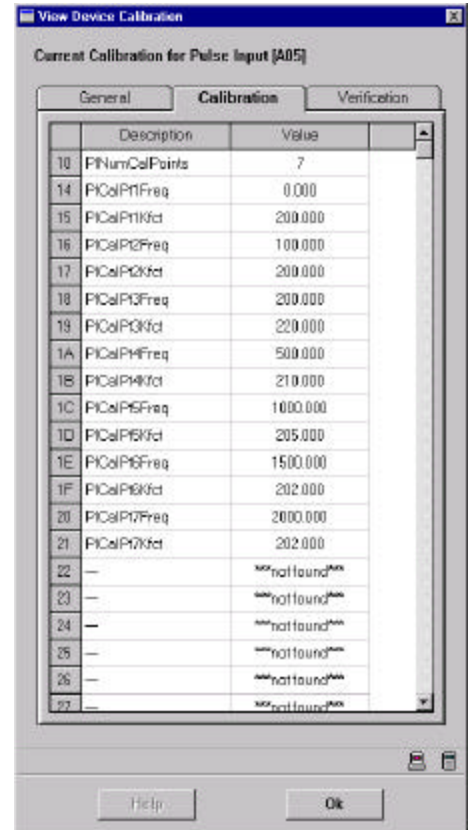 View Device Calibration
Current Calibration for Pulse Input [A05]
General Calibration Verification
Description Value
10 PINumCalPoints 7
14 PICalPt1Freq 0.000
15 PICalPt1Kfct 200.000
16 PICalPt2Freq 100.000
17 PICalPt2Kfct 200.000
18 PICalPt3Freq 200.000
19 PICalPt3Kfct 220.000
1A PICalPt4Freq 500.000
1B PICalPt4Kfct 210.000
1C PICalPt5Freq 1000.000
1D PICalPt5Kfct 205.000
1E PICalPt6Freq 1500.000
1F PICalPt6Kfct 202.000
20 PICalPt7Freq 2000.000
21 PICalPt7Kfct 202.000
22 — ***notfound***
23 — ***notfound***
24 — ***notfound***
25 — ***notfound***
26 — ***notfound***
27 — ***notfound***
Help Ok